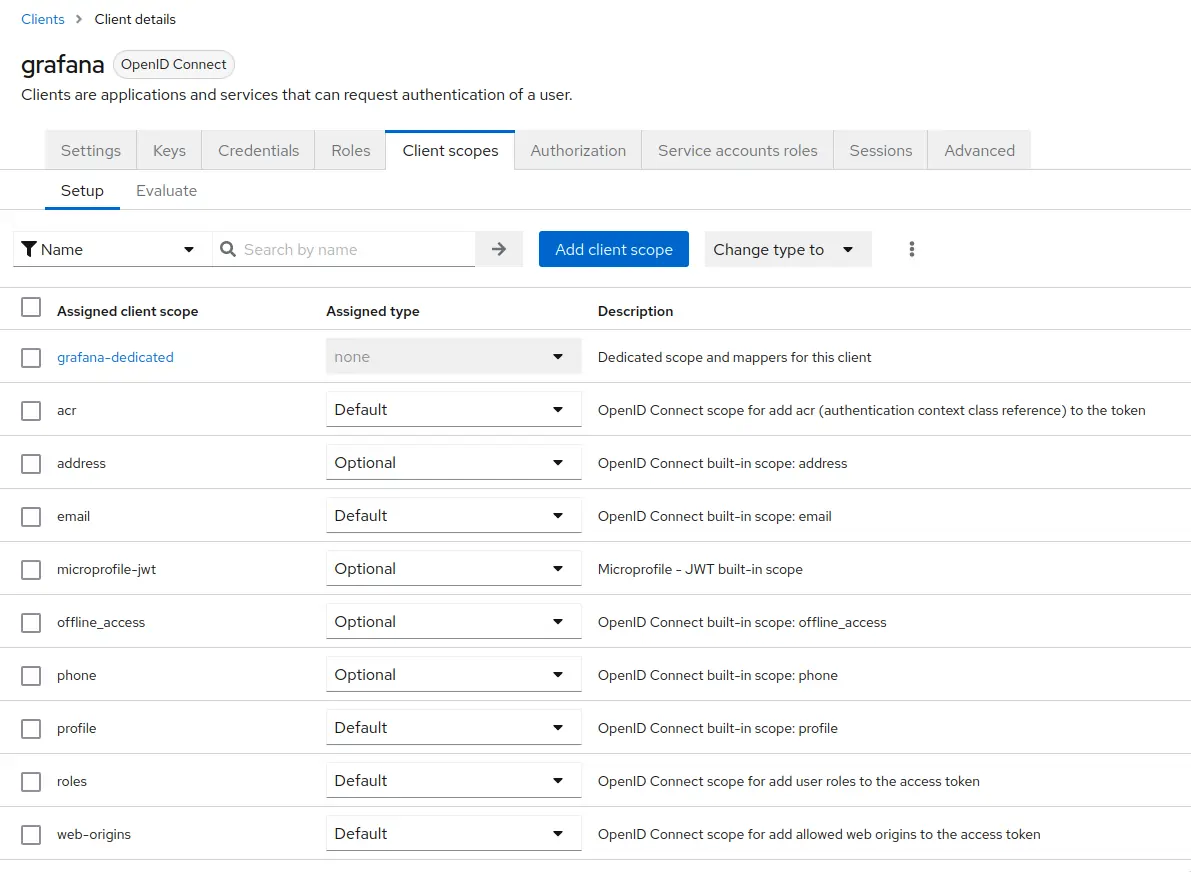 Clients > Client details
grafana OpenID Connect
Clients are applications and services that can request authentication of a user.
Settings Keys Credentials Roles Client scopes Authorization Service accounts roles Sessions Advanced
Setup Evaluate
Name Search by name Add client scope Change type to
Assigned client scope Assigned type Description
grafana-dedicated none Dedicated scope and mappers for this client
acr Default OpenID Connect scope for add acr (authentication context class reference) to the token
address Optional OpenID Connect built-in scope: address
email Default OpenID Connect built-in scope: email
microprofile-jwt Optional Microprofile - JWT built-in scope
offline_access Optional OpenID Connect built-in scope: offline_access
phone Optional OpenID Connect built-in scope: phone
profile Default OpenID Connect built-in scope: profile
roles Default OpenID Connect scope for add user roles to the access token
web-origins Default OpenID Connect scope for add allowed web origins to the access token